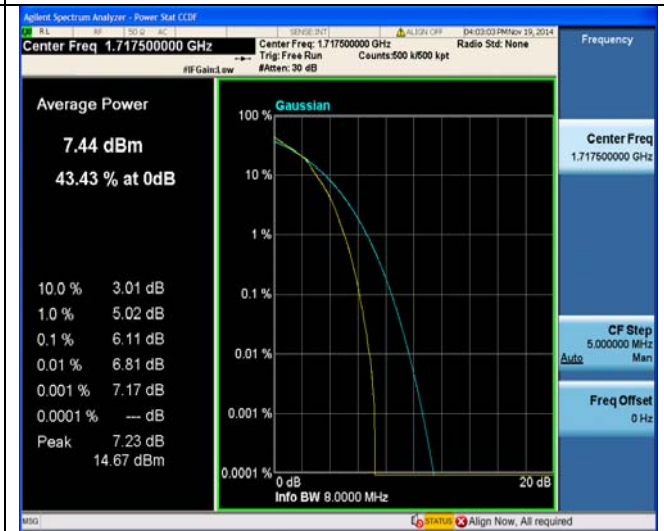 Agilent Spectrum Analyzer - Power Stat CCDF
RL RF 50 Ω AC SENSE:INT ALIGN OFF 04:03:03 PM Nov 19, 2014
Center Freq 1.717500000 GHz
Center Freq: 1.717500000 GHz Radio Std: None
Trig: Free Run Counts:500 k/500 kpt
#IFGain:Low #Atten: 30 dB
Frequency
Average Power
7.44 dBm
43.43 % at 0dB
10.0 % 3.01 dB
1.0 % 5.02 dB
0.1 % 6.11 dB
0.01 % 6.81 dB
0.001 % 7.17 dB
0.0001 % --- dB
Peak 7.23 dB
14.67 dBm
Gaussian
100 %
10 %
1 %
0.1 %
0.01 %
0.001 %
0.0001 %
0 dB 20 dB
Info BW 8.0000 MHz
Center Freq
1.717500000 GHz
CF Step
5.000000 MHz
Auto Man
Freq Offset
0 Hz
MSG STATUS Align Now, All required